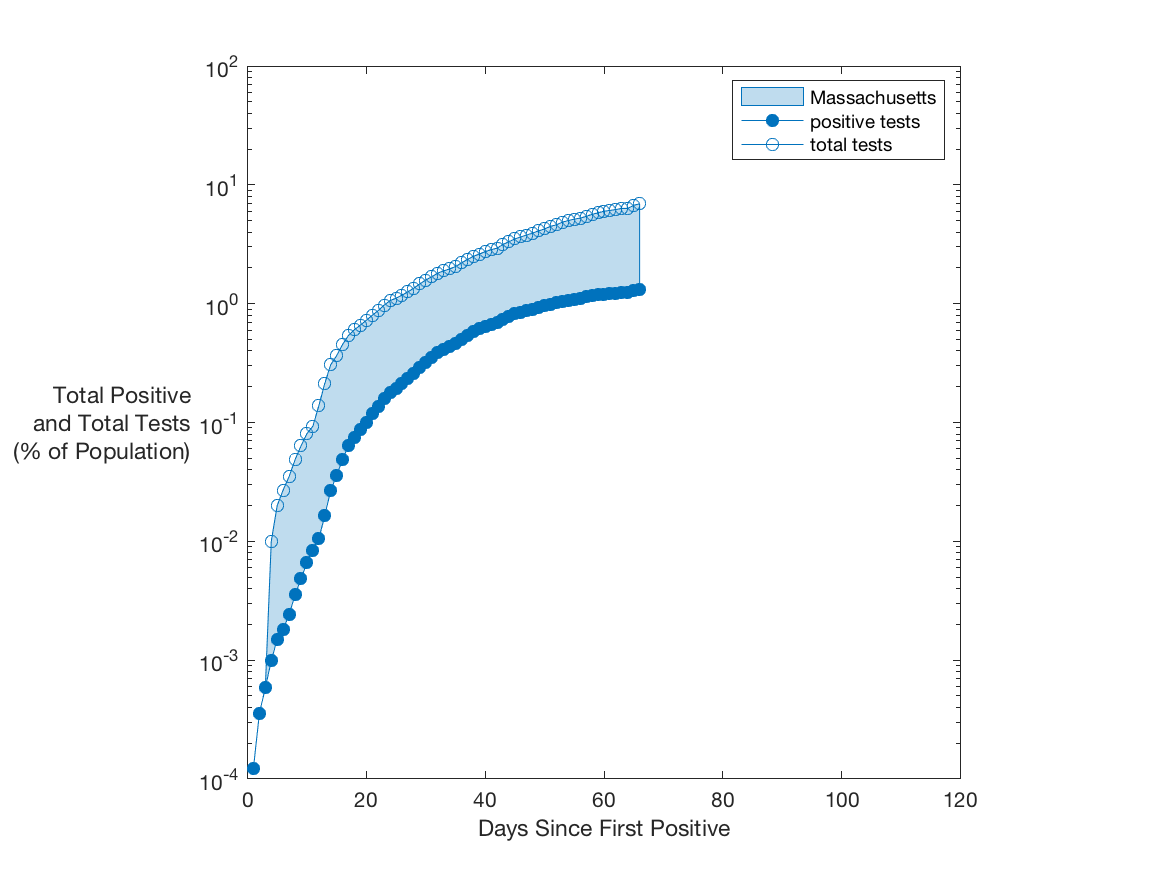 10^2
10^1
10^0
10^-1
10^-2
10^-3
10^-4
Total Positive
and Total Tests
(% of Population)
Massachusetts
positive tests
total tests
0 20 40 60 80 100 120
Days Since First Positive